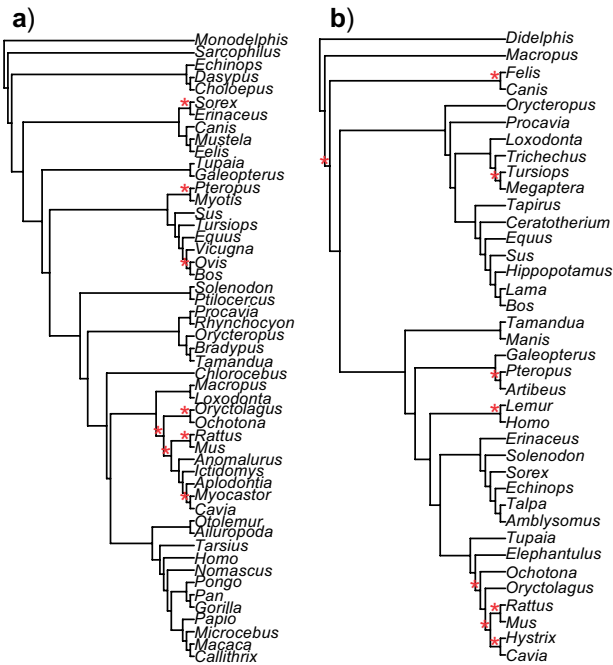 a)
Monodelphis
Sarcophilus
Echinops
Dasypus
Choloepus
Sorex
Erinaceus
Canis
Mustela
Felis
Tupaia
Galeopterus
Pteropus
Myotis
Sus
Tursiops
Equus
Vicugna
Ovis
Bos
Solenodon
Ptilocercus
Procavia
Rhynchocyon
Orycteropus
Bradypus
Tamandua
Chlorocebus
Macropus
Loxodonta
Oryctolagus
Ochotona
Rattus
Mus
Anomalurus
Ictidomys
Aplodontia
Myocastor
Cavia
Otolemur
Ailuropoda
Tarsius
Homo
Nomascus
Pongo
Pan
Gorilla
Papio
Microcebus
Macaca
Callithrix
b)
Didelphis
Macropus
Felis
Canis
Orycteropus
Procavia
Loxodonta
Trichechus
Tursiops
Megaptera
Tapirus
Ceratotherium
Equus
Sus
Hippopotamus
Lama
Bos
Tamandua
Manis
Galeopterus
Pteropus
Artibeus
Lemur
Homo
Erinaceus
Solenodon
Sorex
Echinops
Talpa
Amblysomus
Tupaia
Elephantulus
Ochotona
Oryctolagus
Rattus
Mus
Hystrix
Cavia